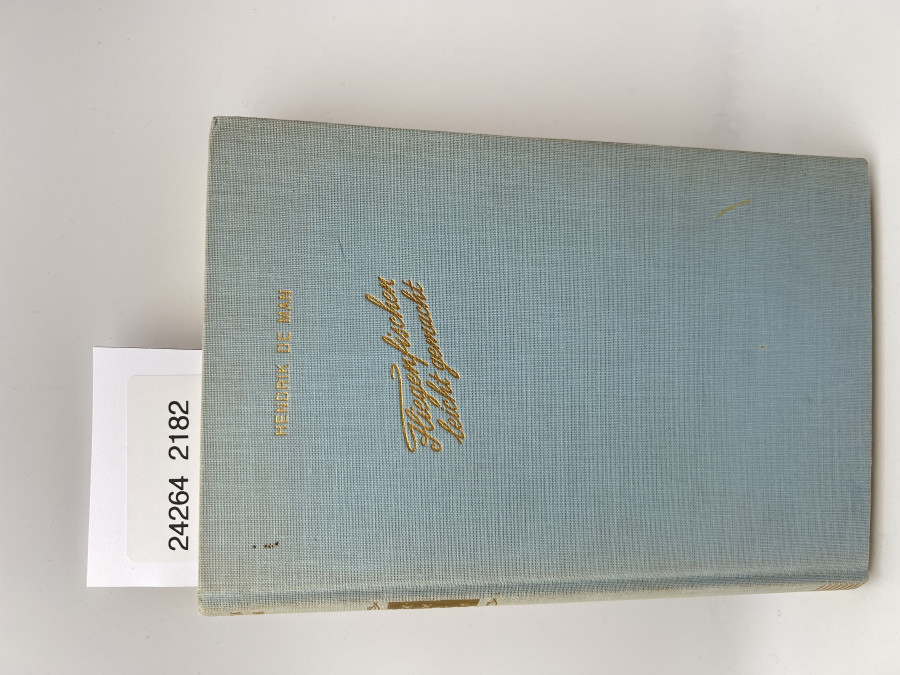 24264 2182
HENDRIK DE MAN
Fliegenfischen
leicht gemacht